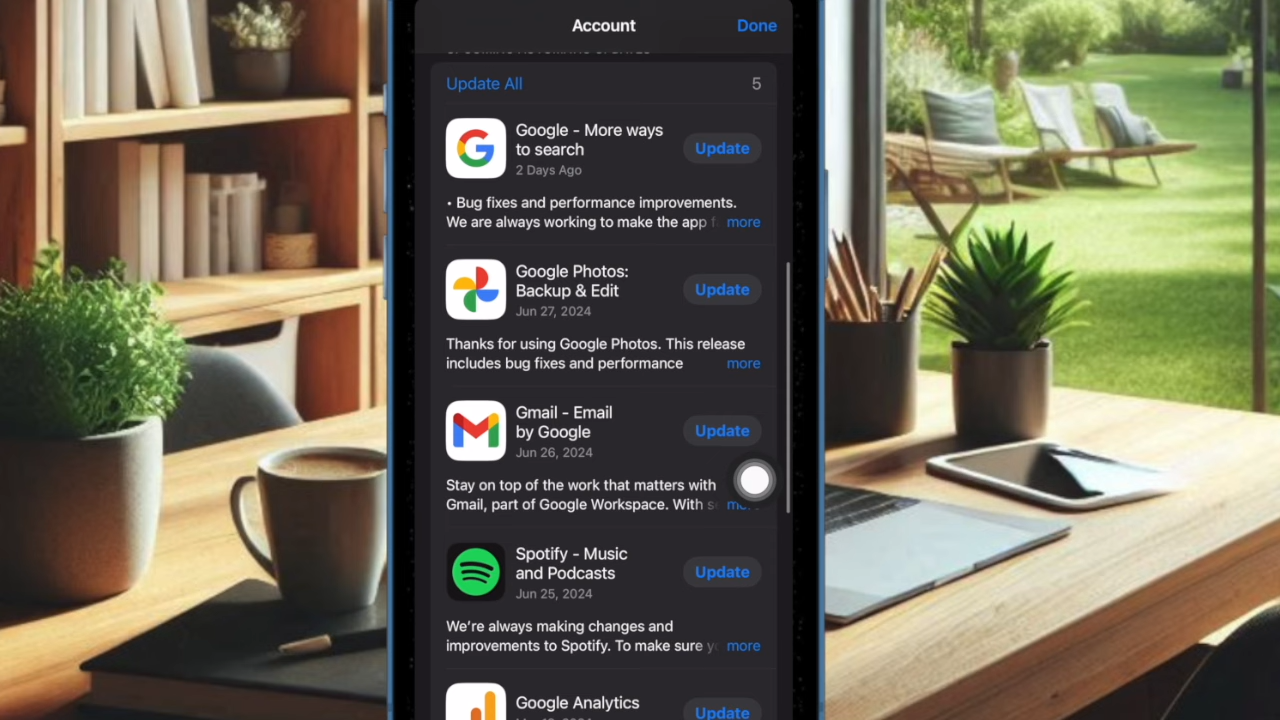 Account
Done
Update All
5
Google - More ways
to search
2 Days Ago
Update
• Bug fixes and performance improvements.
We are always working to make the app
more
Google Photos:
Backup & Edit
Jun 27, 2024
Update
Thanks for using Google Photos. This release
includes bug fixes and performance
more
Gmail - Email
by Google
Jun 26, 2024
Update
Stay on top of the work that matters with
Gmail, part of Google Workspace. With
Spotify - Music
and Podcasts
Jun 25, 2024
Update
We're always making changes and
improvements to Spotify. To make sure
more
Google Analytics
Update